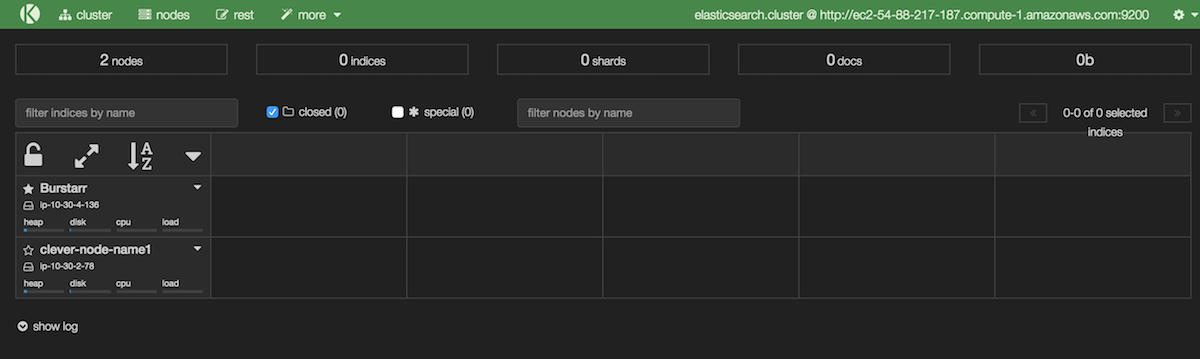 cluster nodes rest more elasticsearch.cluster @ http://ec2-54-88-217-187.compute-1.amazonaws.com:9200
2 nodes 0 indices 0 shards 0 docs 0b
filter indices by name closed (0) special (0) filter nodes by name « 0-0 of 0 selected »
indices
A
Z
Burstarr
ip-10-30-4-136
heap disk cpu load
clever-node-name1
ip-10-30-2-78
heap disk cpu load
show log